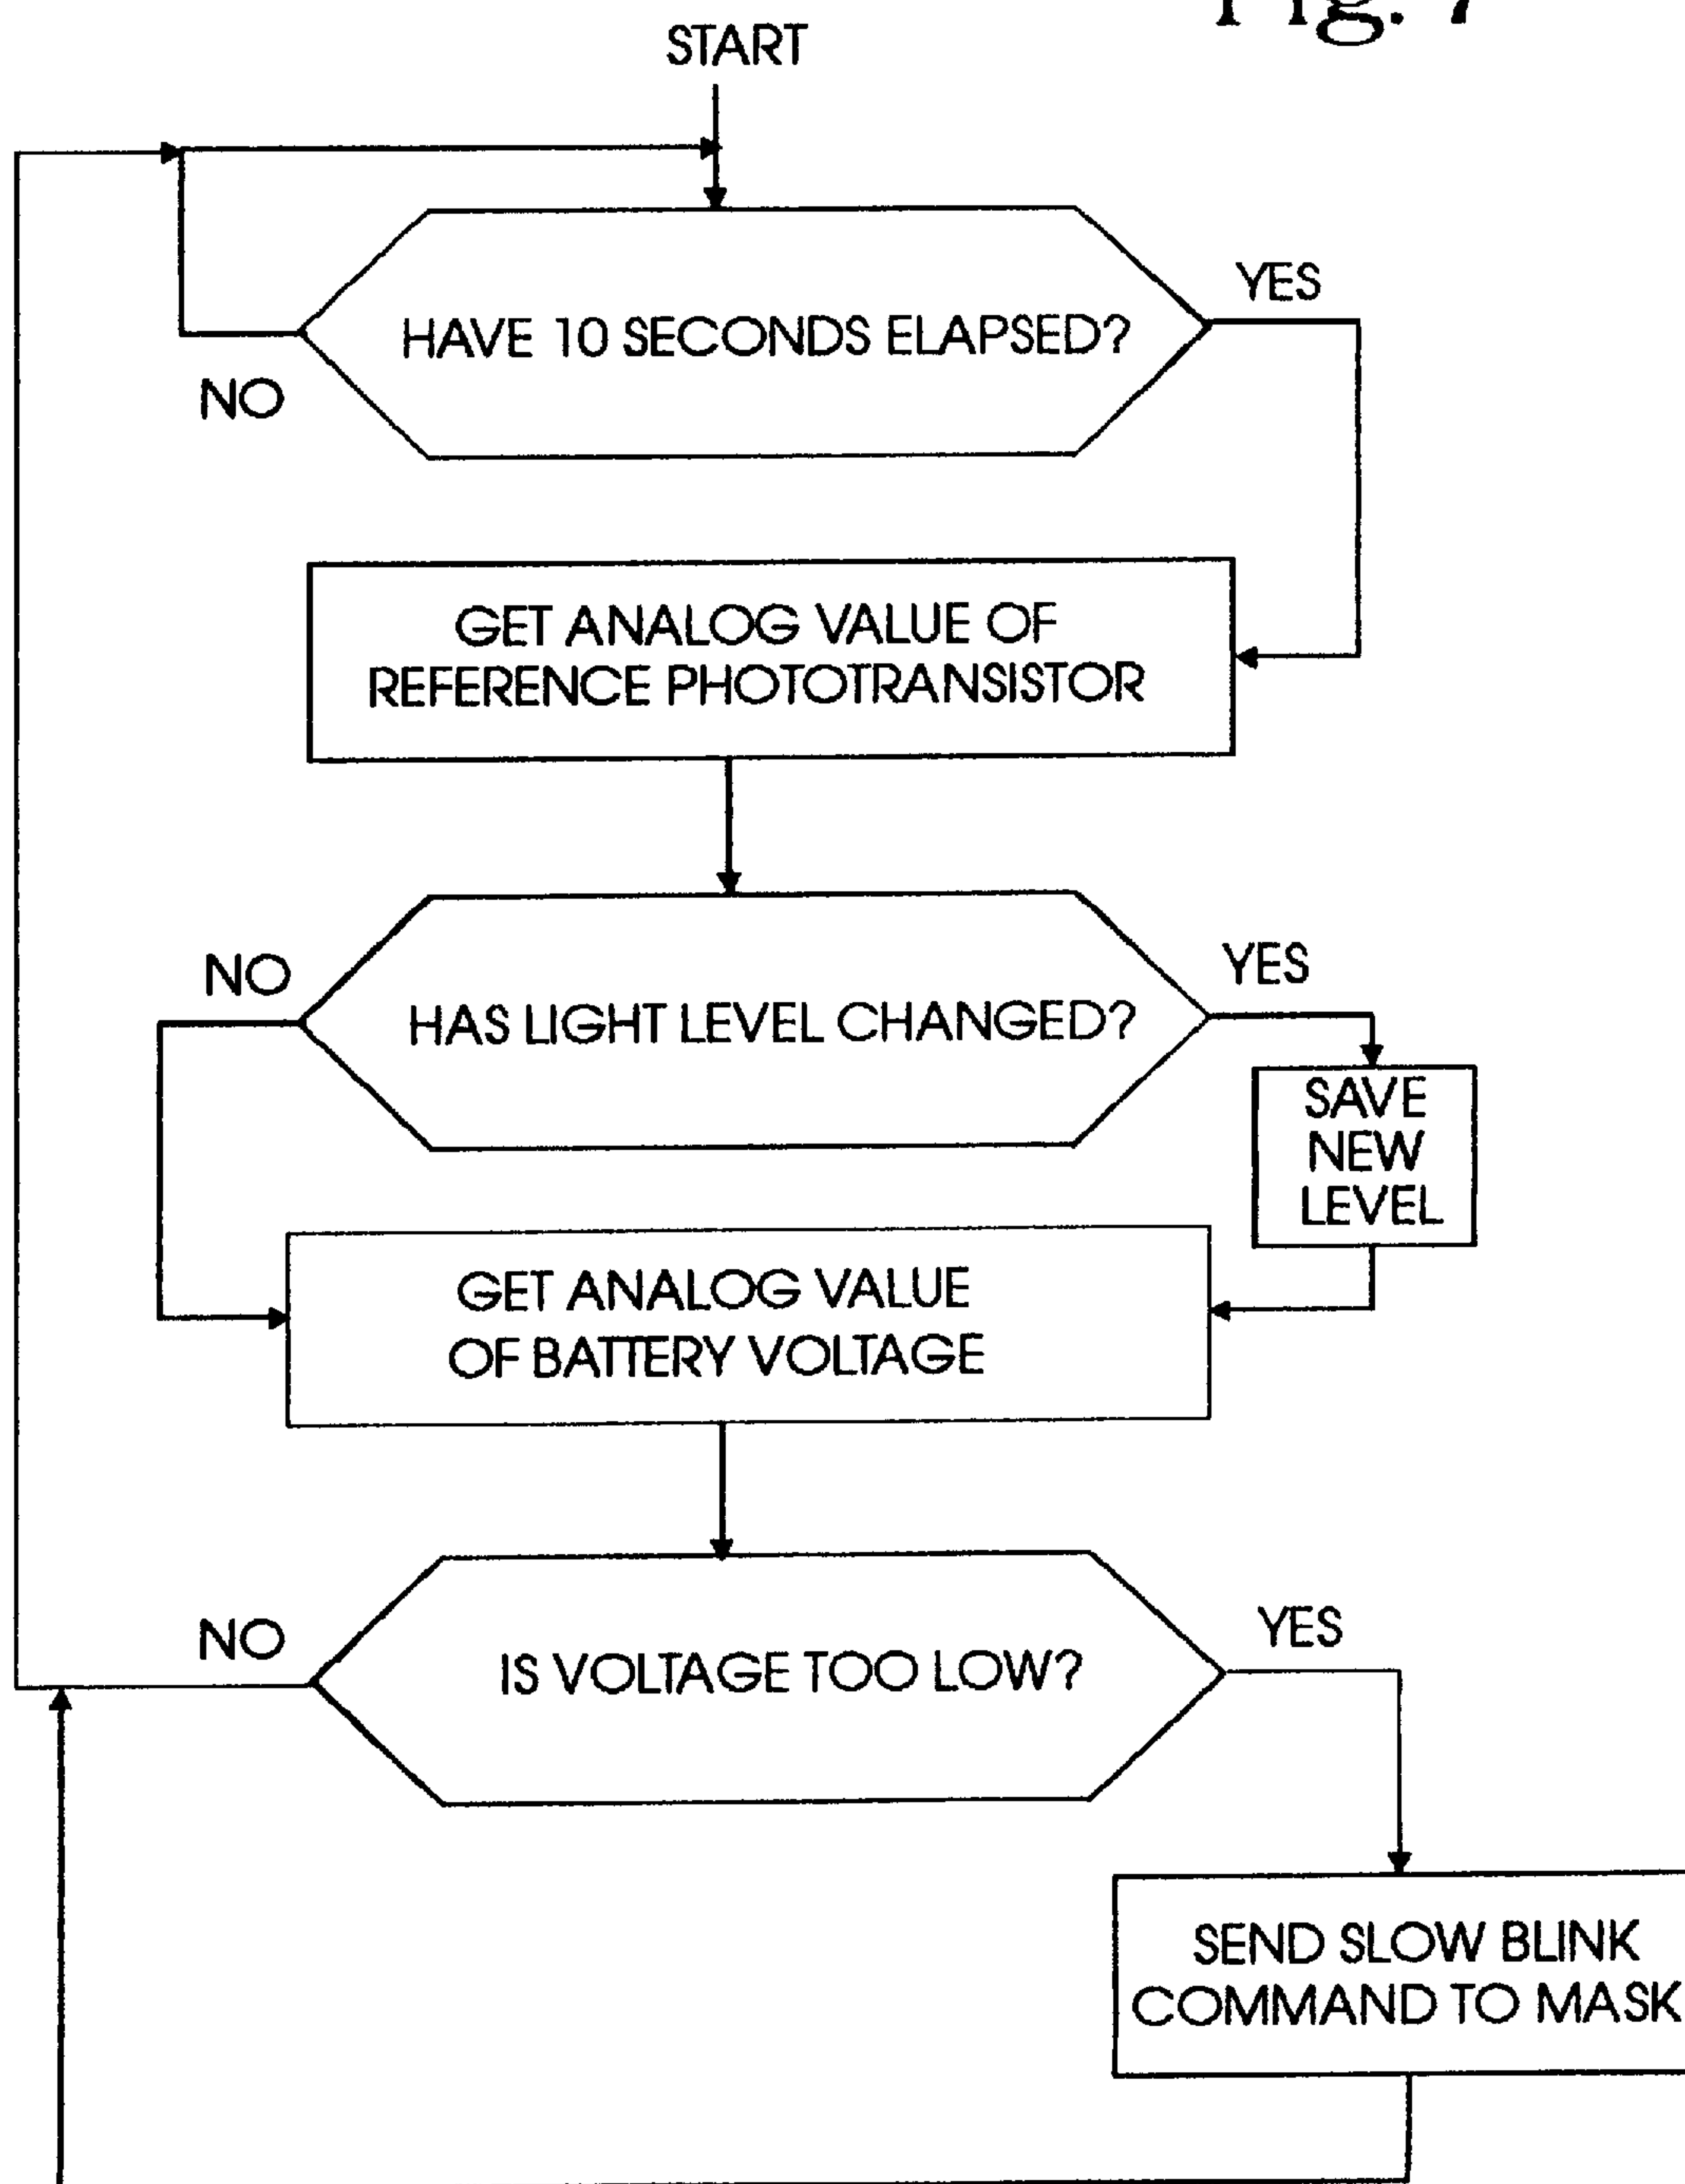 Fig. 7
START
YES
HAVE 10 SECONDS ELAPSED?
NO
GET ANALOG VALUE OF
REFERENCE PHOTOTRANSISTOR
NO
YES
HAS LIGHT LEVEL CHANGED?
SAVE
NEW
LEVEL
GET ANALOG VALUE
OF BATTERY VOLTAGE
NO
YES
IS VOLTAGE TOO LOW?
SEND SLOW BLINK
COMMAND TO MASK